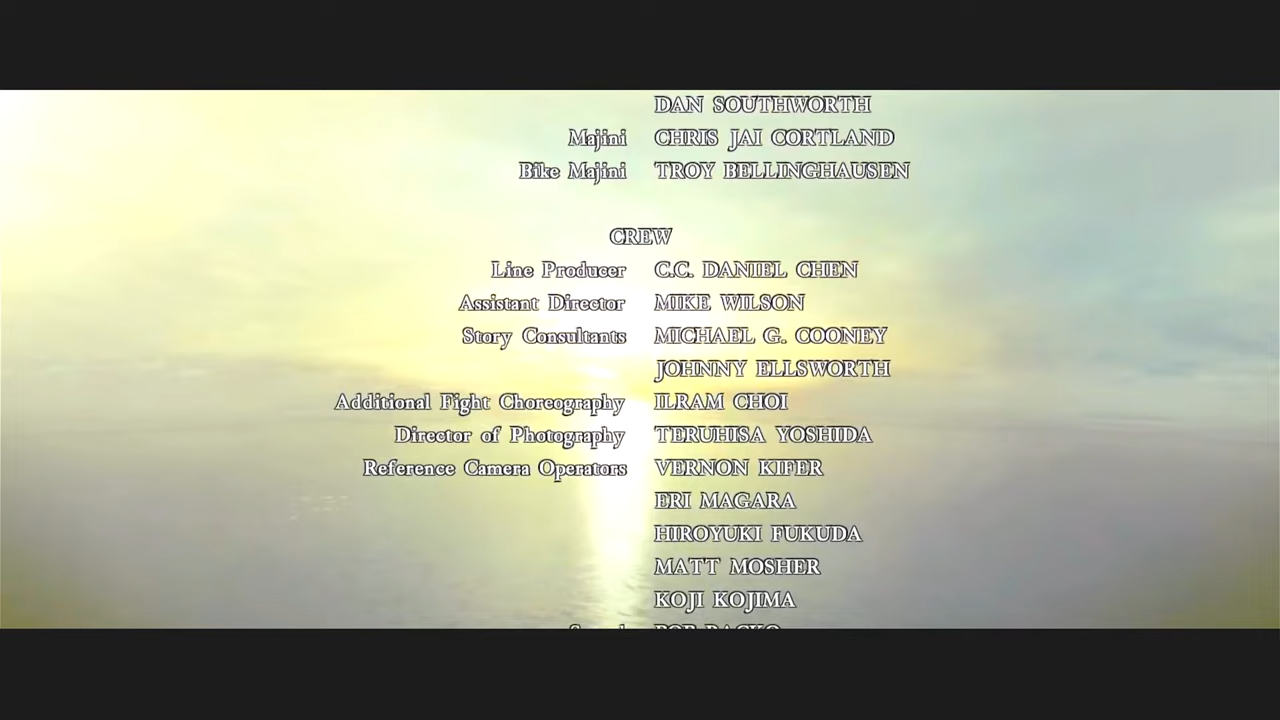 DAN SOUTHWORTH
Majini CHRIS JAI CORTLAND
Bike Majini TROY BELLINGHAUSEN
CREW
Line Producer C.C. DANIEL CHEN
Assistant Director MIKE WILSON
Story Consultants MICHAEL G. COONEY
JOHNNY ELLSWORTH
Additional Fight Choreography ILRAM CHOI
Director of Photography TERUHISA YOSHIDA
Reference Camera Operators VERNON KIFER
ERI MAGARA
HIROYUKI FUKUDA
MATT MOSHER
KOJI KOJIMA